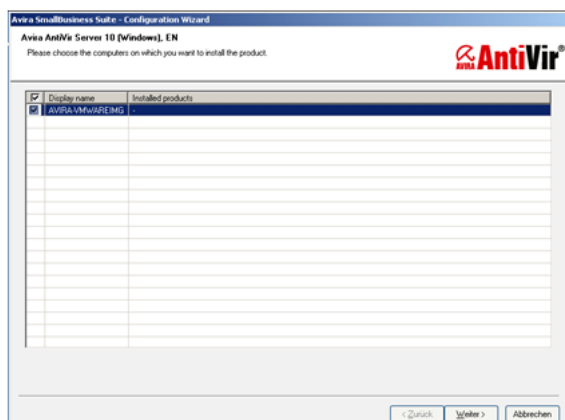 Avira SmallBusiness Suite - Configuration Wizard
Avira AntiVir Server 10 (Windows), EN
Please choose the computers on which you want to install the product.
AVIRA AntiVir®
Display name Installed products
AVIRA-VMWAREIMG -
< Zurück Weiter > Abbrechen